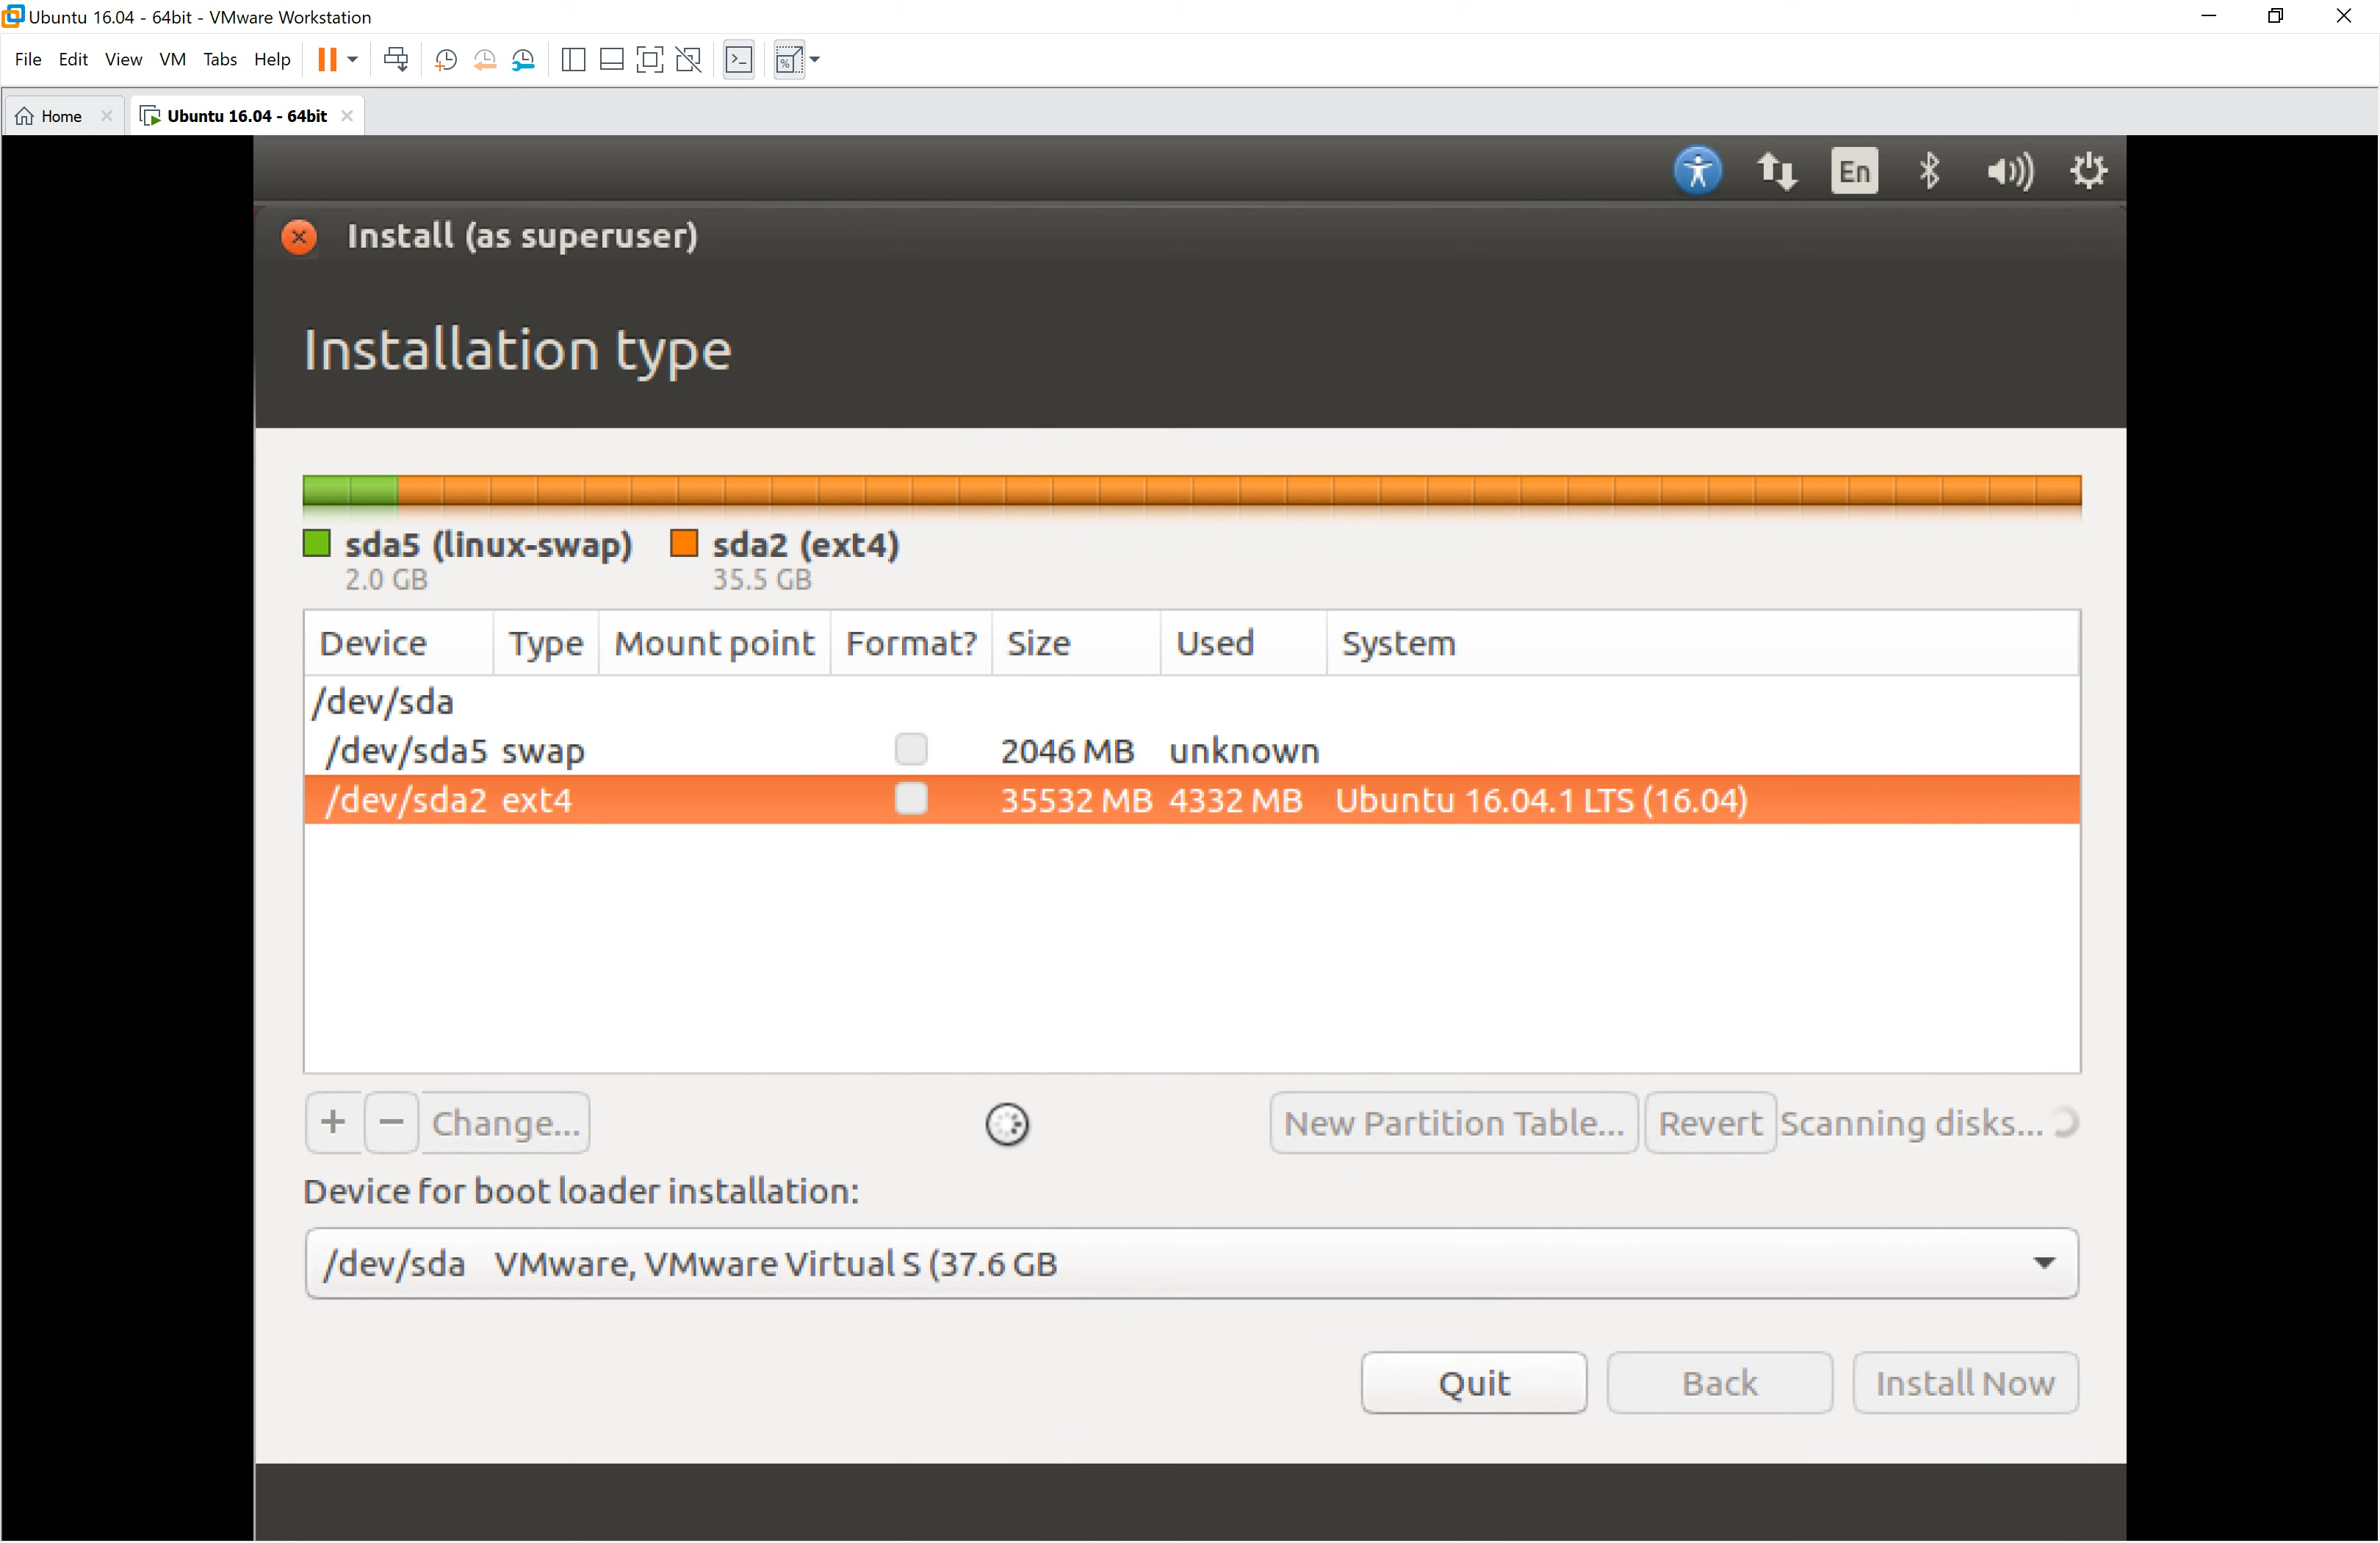 Ubuntu 16.04 - 64bit - VMware Workstation
File Edit View VM Tabs Help
Home Ubuntu 16.04 - 64bit
En
Install (as superuser)
Installation type
sda5 (linux-swap) sda2 (ext4)
2.0 GB 35.5 GB
Device Type Mount point Format? Size Used System
/dev/sda
/dev/sda5 swap 2046 MB unknown
/dev/sda2 ext4 35532 MB 4332 MB Ubuntu 16.04.1 LTS (16.04)
+ − Change... New Partition Table... Revert Scanning disks...
Device for boot loader installation:
/dev/sda VMware, VMware Virtual S (37.6 GB
Quit Back Install Now